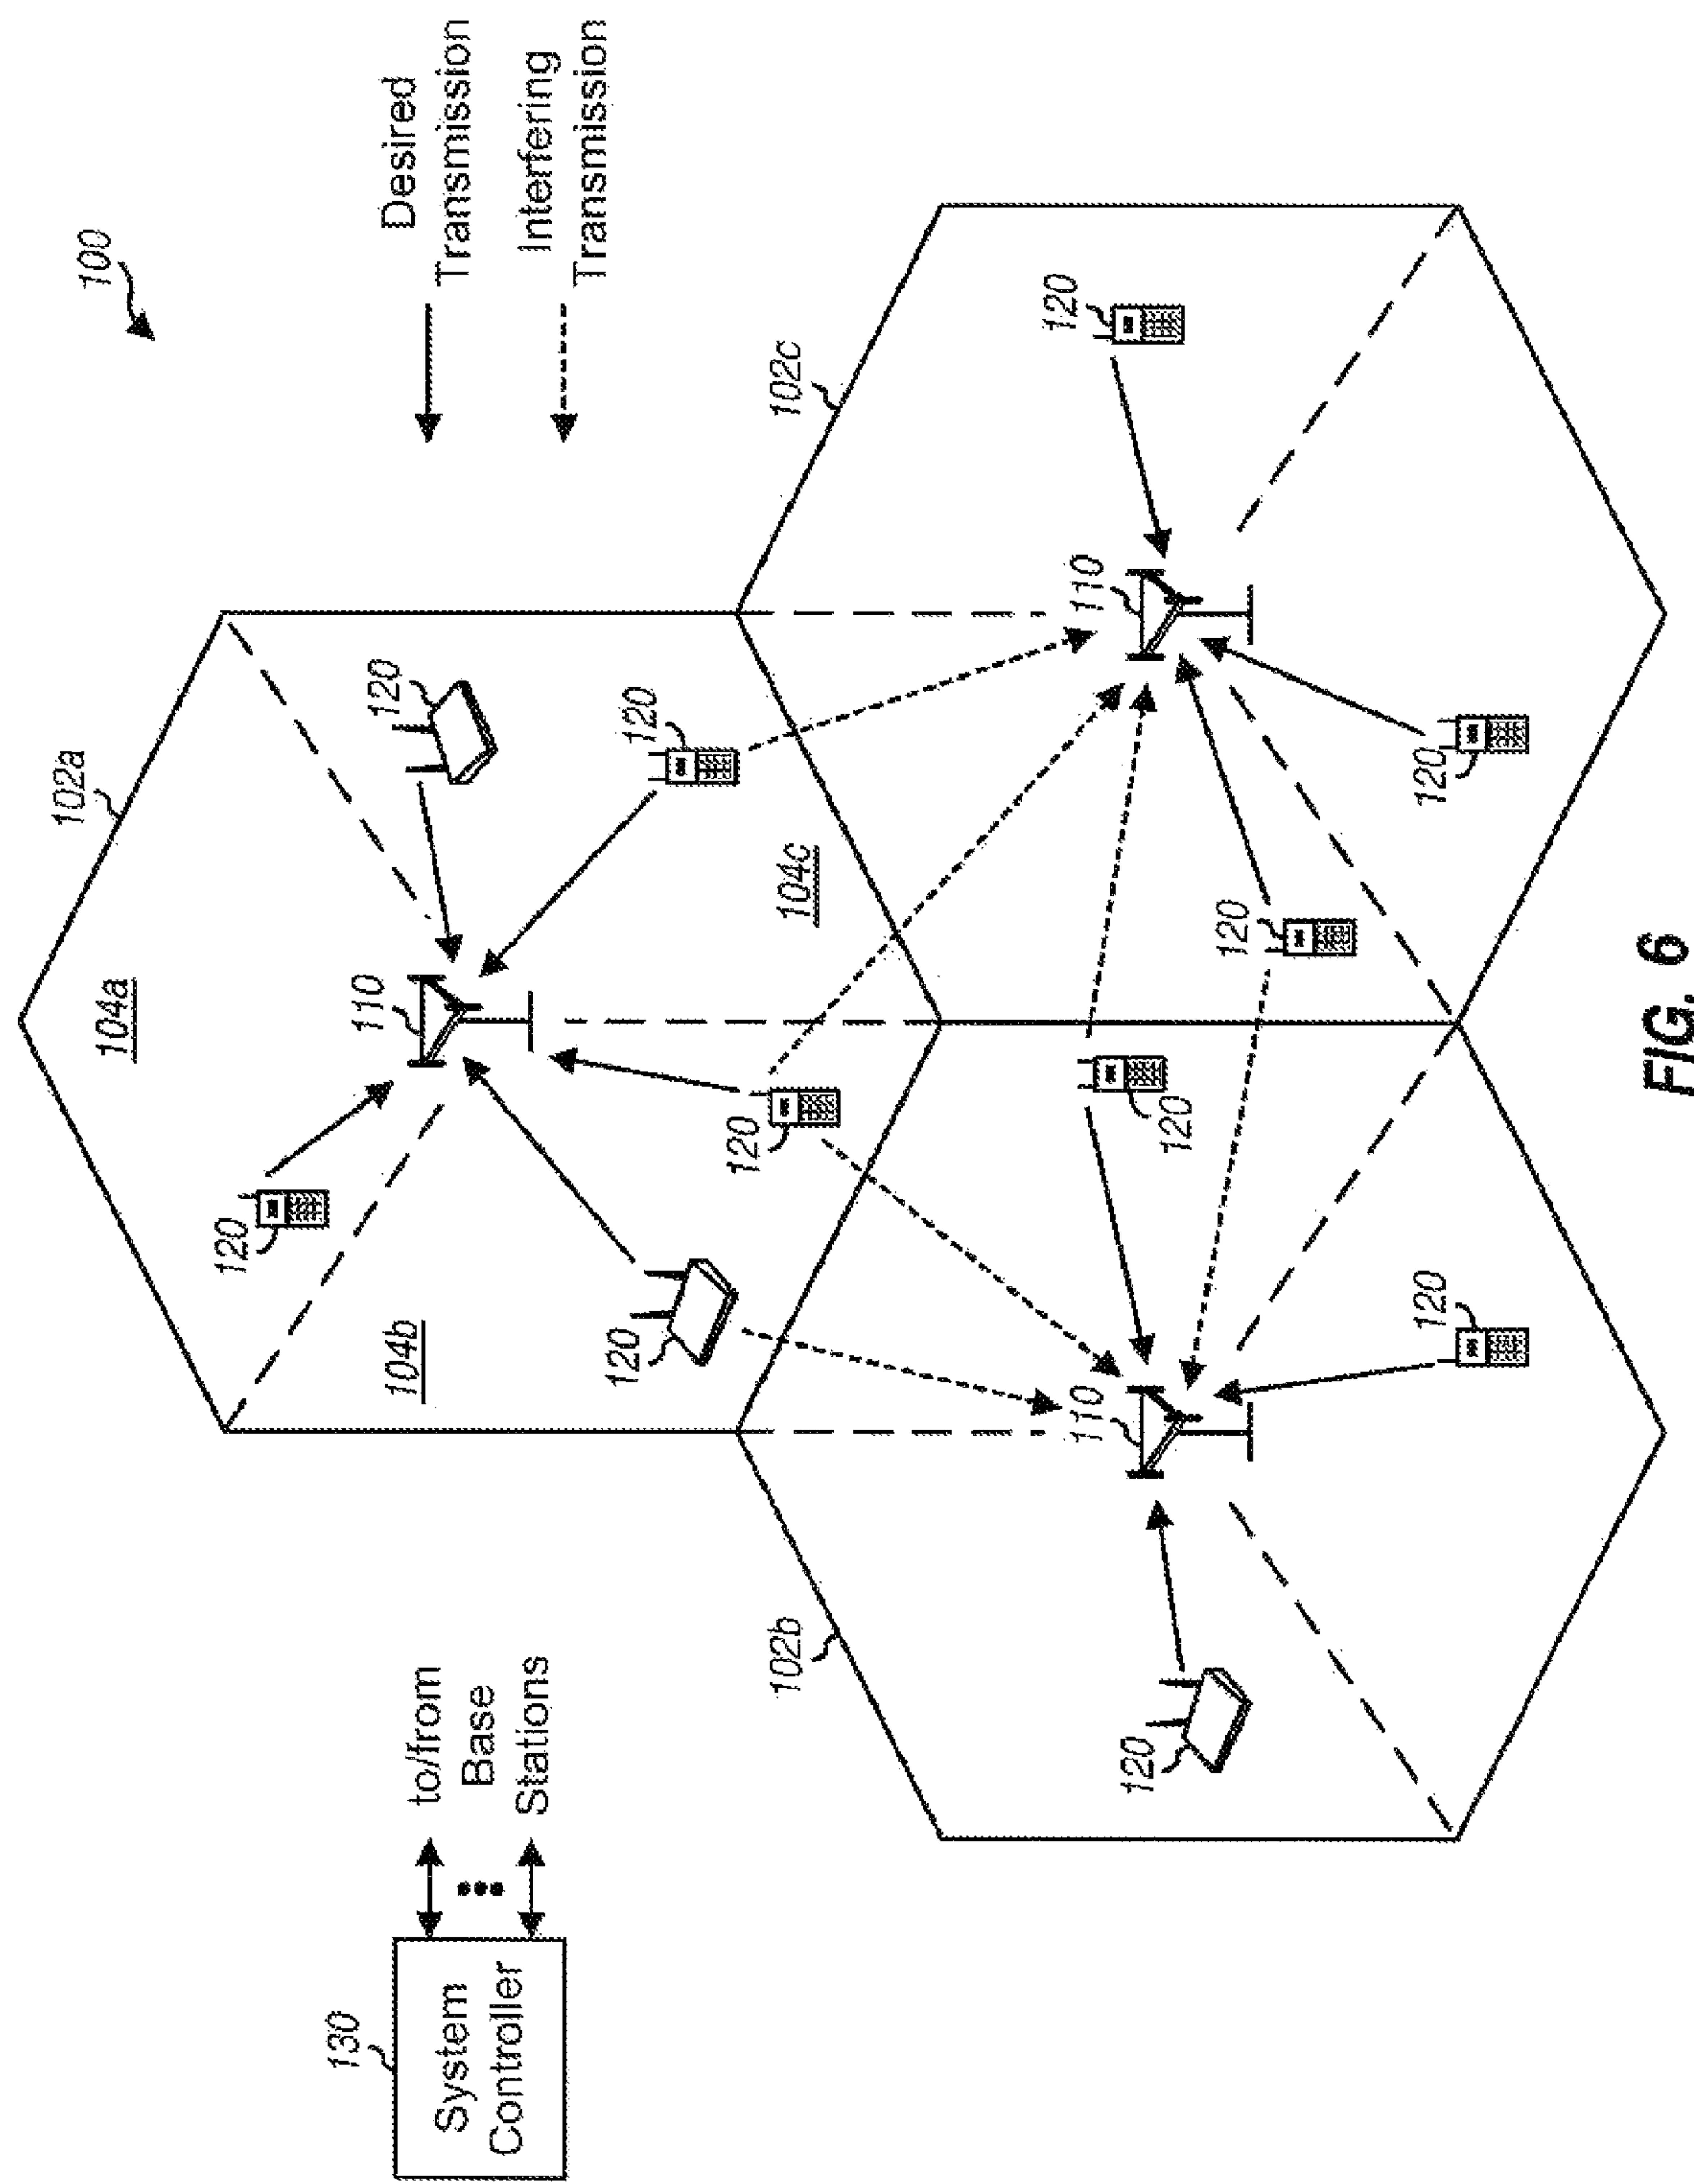 100
130
System
Controller
to/from
Base
Stations
Desired
Transmission
Interfering
Transmission
102a
104a
120
110
120
104b
120
120
120
104c
102b
102c
120
110
120
120
120
110
120
120
120
FIG. 6